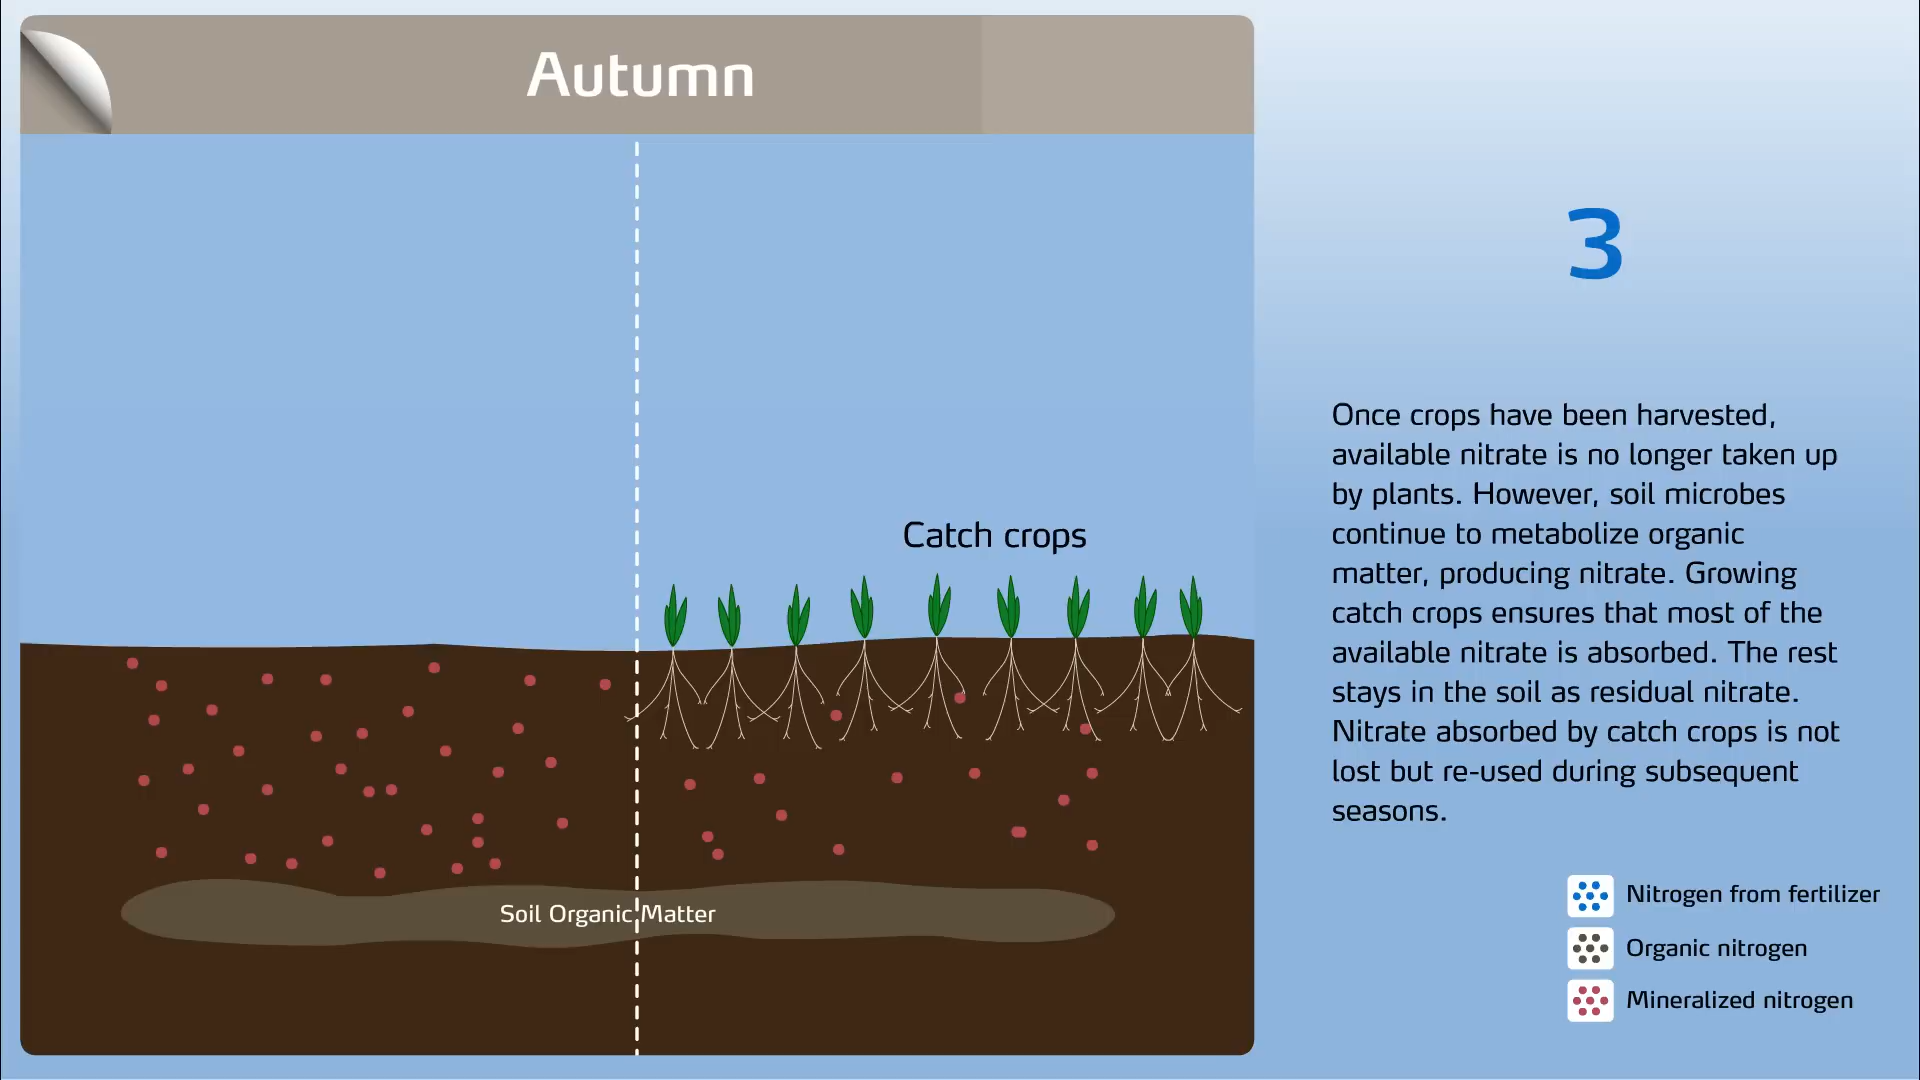 Autumn
3
Catch crops
Once crops have been harvested,
available nitrate is no longer taken up
by plants. However, soil microbes
continue to metabolize organic
matter, producing nitrate. Growing
catch crops ensures that most of the
available nitrate is absorbed. The rest
stays in the soil as residual nitrate.
Nitrate absorbed by catch crops is not
lost but re-used during subsequent
seasons.
Soil Organic Matter
Nitrogen from fertilizer
Organic nitrogen
Mineralized nitrogen